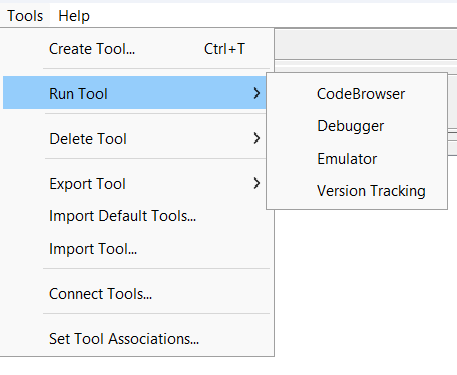 Tools Help
Create Tool... Ctrl+T
Run Tool
CodeBrowser
Debugger
Emulator
Version Tracking
Delete Tool
Export Tool
Import Default Tools...
Import Tool...
Connect Tools...
Set Tool Associations...